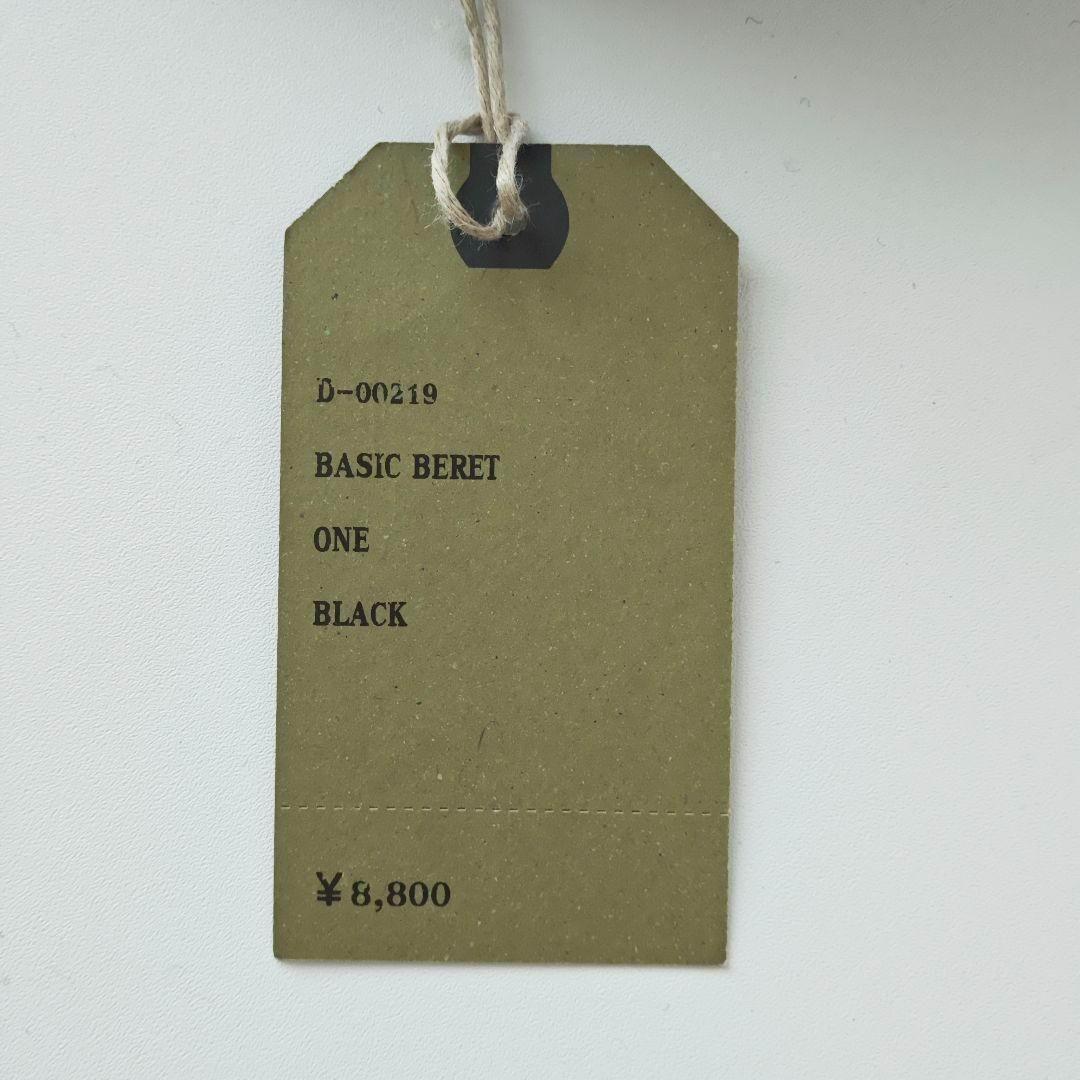 D-00219
BASIC BERET
ONE
BLACK
¥8,800